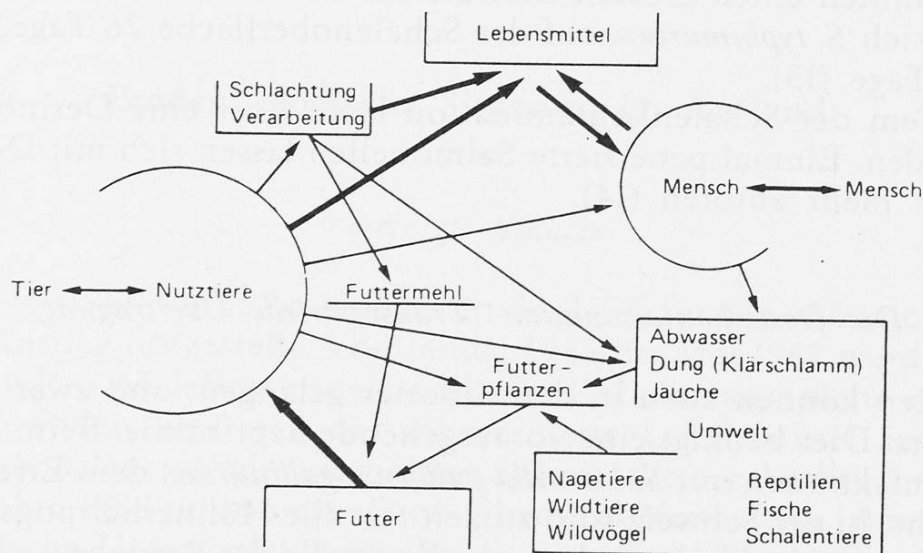 Lebensmittel
Schlachtung
Verarbeitung
Mensch
Mensch
Tier
Nutztiere
Futtermehl
Futter-
pflanzen
Abwasser
Dung (Klärschlamm)
Jauche
Umwelt
Futter
Nagetiere
Wildtiere
Wildvögel
Reptilien
Fische
Schalentiere